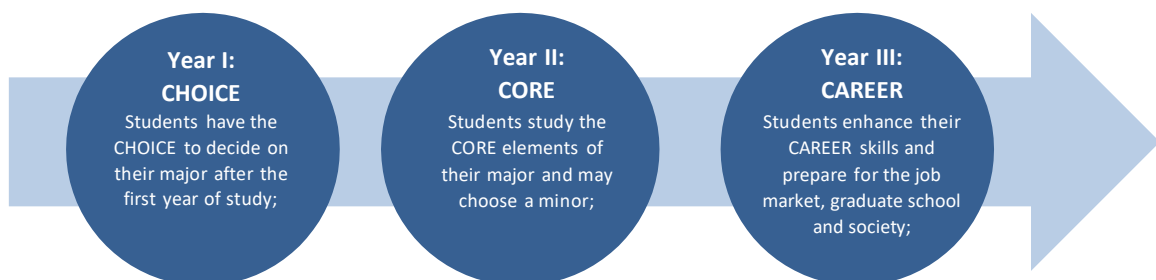 Year I:
CHOICE
Students have the
CHOICE to decide on
their major after the
first year of study;
Year II:
CORE
Students study the
CORE elements of
their major and may
choose a minor;
Year III:
CAREER
Students enhance their
CAREER skills and
prepare for the job
market, graduate school
and society;